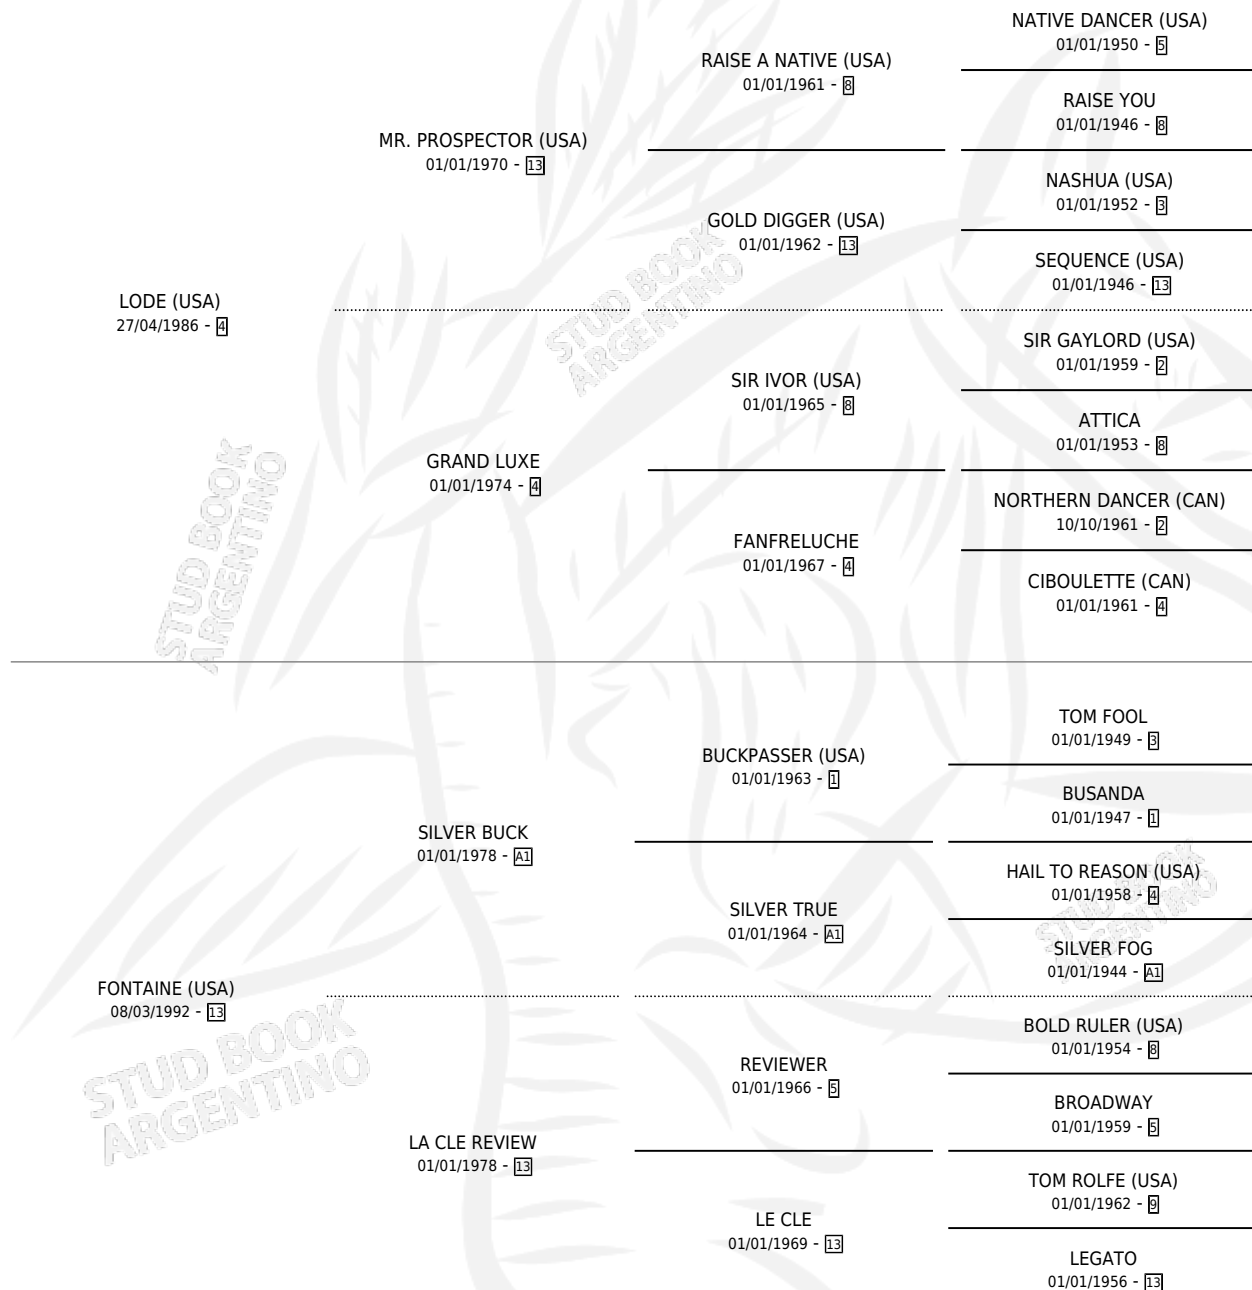 NATIVE DANCER (USA)
01/01/1950 - 5
RAISE A NATIVE (USA)
01/01/1961 - 8
RAISE YOU
01/01/1946 - 8
MR. PROSPECTOR (USA)
01/01/1970 - 13
NASHUA (USA)
01/01/1952 - 3
GOLD DIGGER (USA)
01/01/1962 - 13
SEQUENCE (USA)
01/01/1946 - 13
LODE (USA)
27/04/1986 - 4
STUD BOOK
ARGENTINO
SIR GAYLORD (USA)
01/01/1959 - 2
SIR IVOR (USA)
01/01/1965 - 8
ATTICA
01/01/1953 - 8
GRAND LUXE
01/01/1974 - 4
NORTHERN DANCER (CAN)
10/10/1961 - 2
FANFRELUCHE
01/01/1967 - 4
CIBOULETTE (CAN)
01/01/1961 - 4
STUD BOOK
ARGENTINO
TOM FOOL
01/01/1949 - 3
BUCKPASSER (USA)
01/01/1963 - 1
BUSANDA
01/01/1947 - 1
SILVER BUCK
01/01/1978 - A1
HAIL TO REASON (USA)
01/01/1958 - 4
SILVER TRUE
01/01/1964 - A1
SILVER FOG
01/01/1944 - A1
STUD BOOK
ARGENTINO
FONTAINE (USA)
08/03/1992 - 13
BOLD RULER (USA)
01/01/1954 - 8
REVIEWER
01/01/1966 - 5
BROADWAY
01/01/1959 - 5
STUD BOOK
ARGENTINO
LA CLE REVIEW
01/01/1978 - 13
TOM ROLFE (USA)
01/01/1962 - 9
LE CLE
01/01/1969 - 13
LEGATO
01/01/1956 - 13